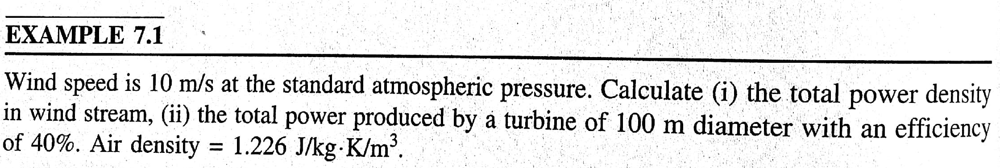 EXAMPLE 7.1
Wind speed is 10 m/s at the standard atmospheric pressure. Calculate (i) the total power density
in wind stream, (ii) the total power produced by a turbine of 100 m diameter with an efficiency
of 40%. Air density = 1.226 J/kg·K/m³.